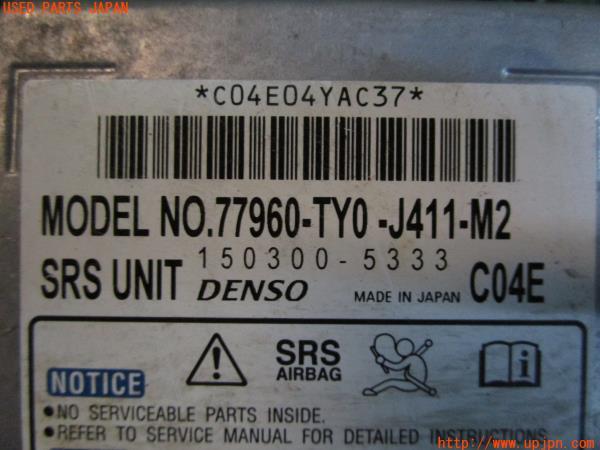 USED PARTS JAPAN
*C04E04YAC37*
MODEL NO.77960-TY0 -J411-M2
SRS UNIT 150300-5333 DENSO MADE IN JAPAN C04E
SRS
AIRBAG
i
NOTICE
●NO SERVICEABLE PARTS INSIDE.
●REFER TO SERVICE MANUAL FOR DETAILED INSTRUCTIONS.
http://www.upjpn.com/